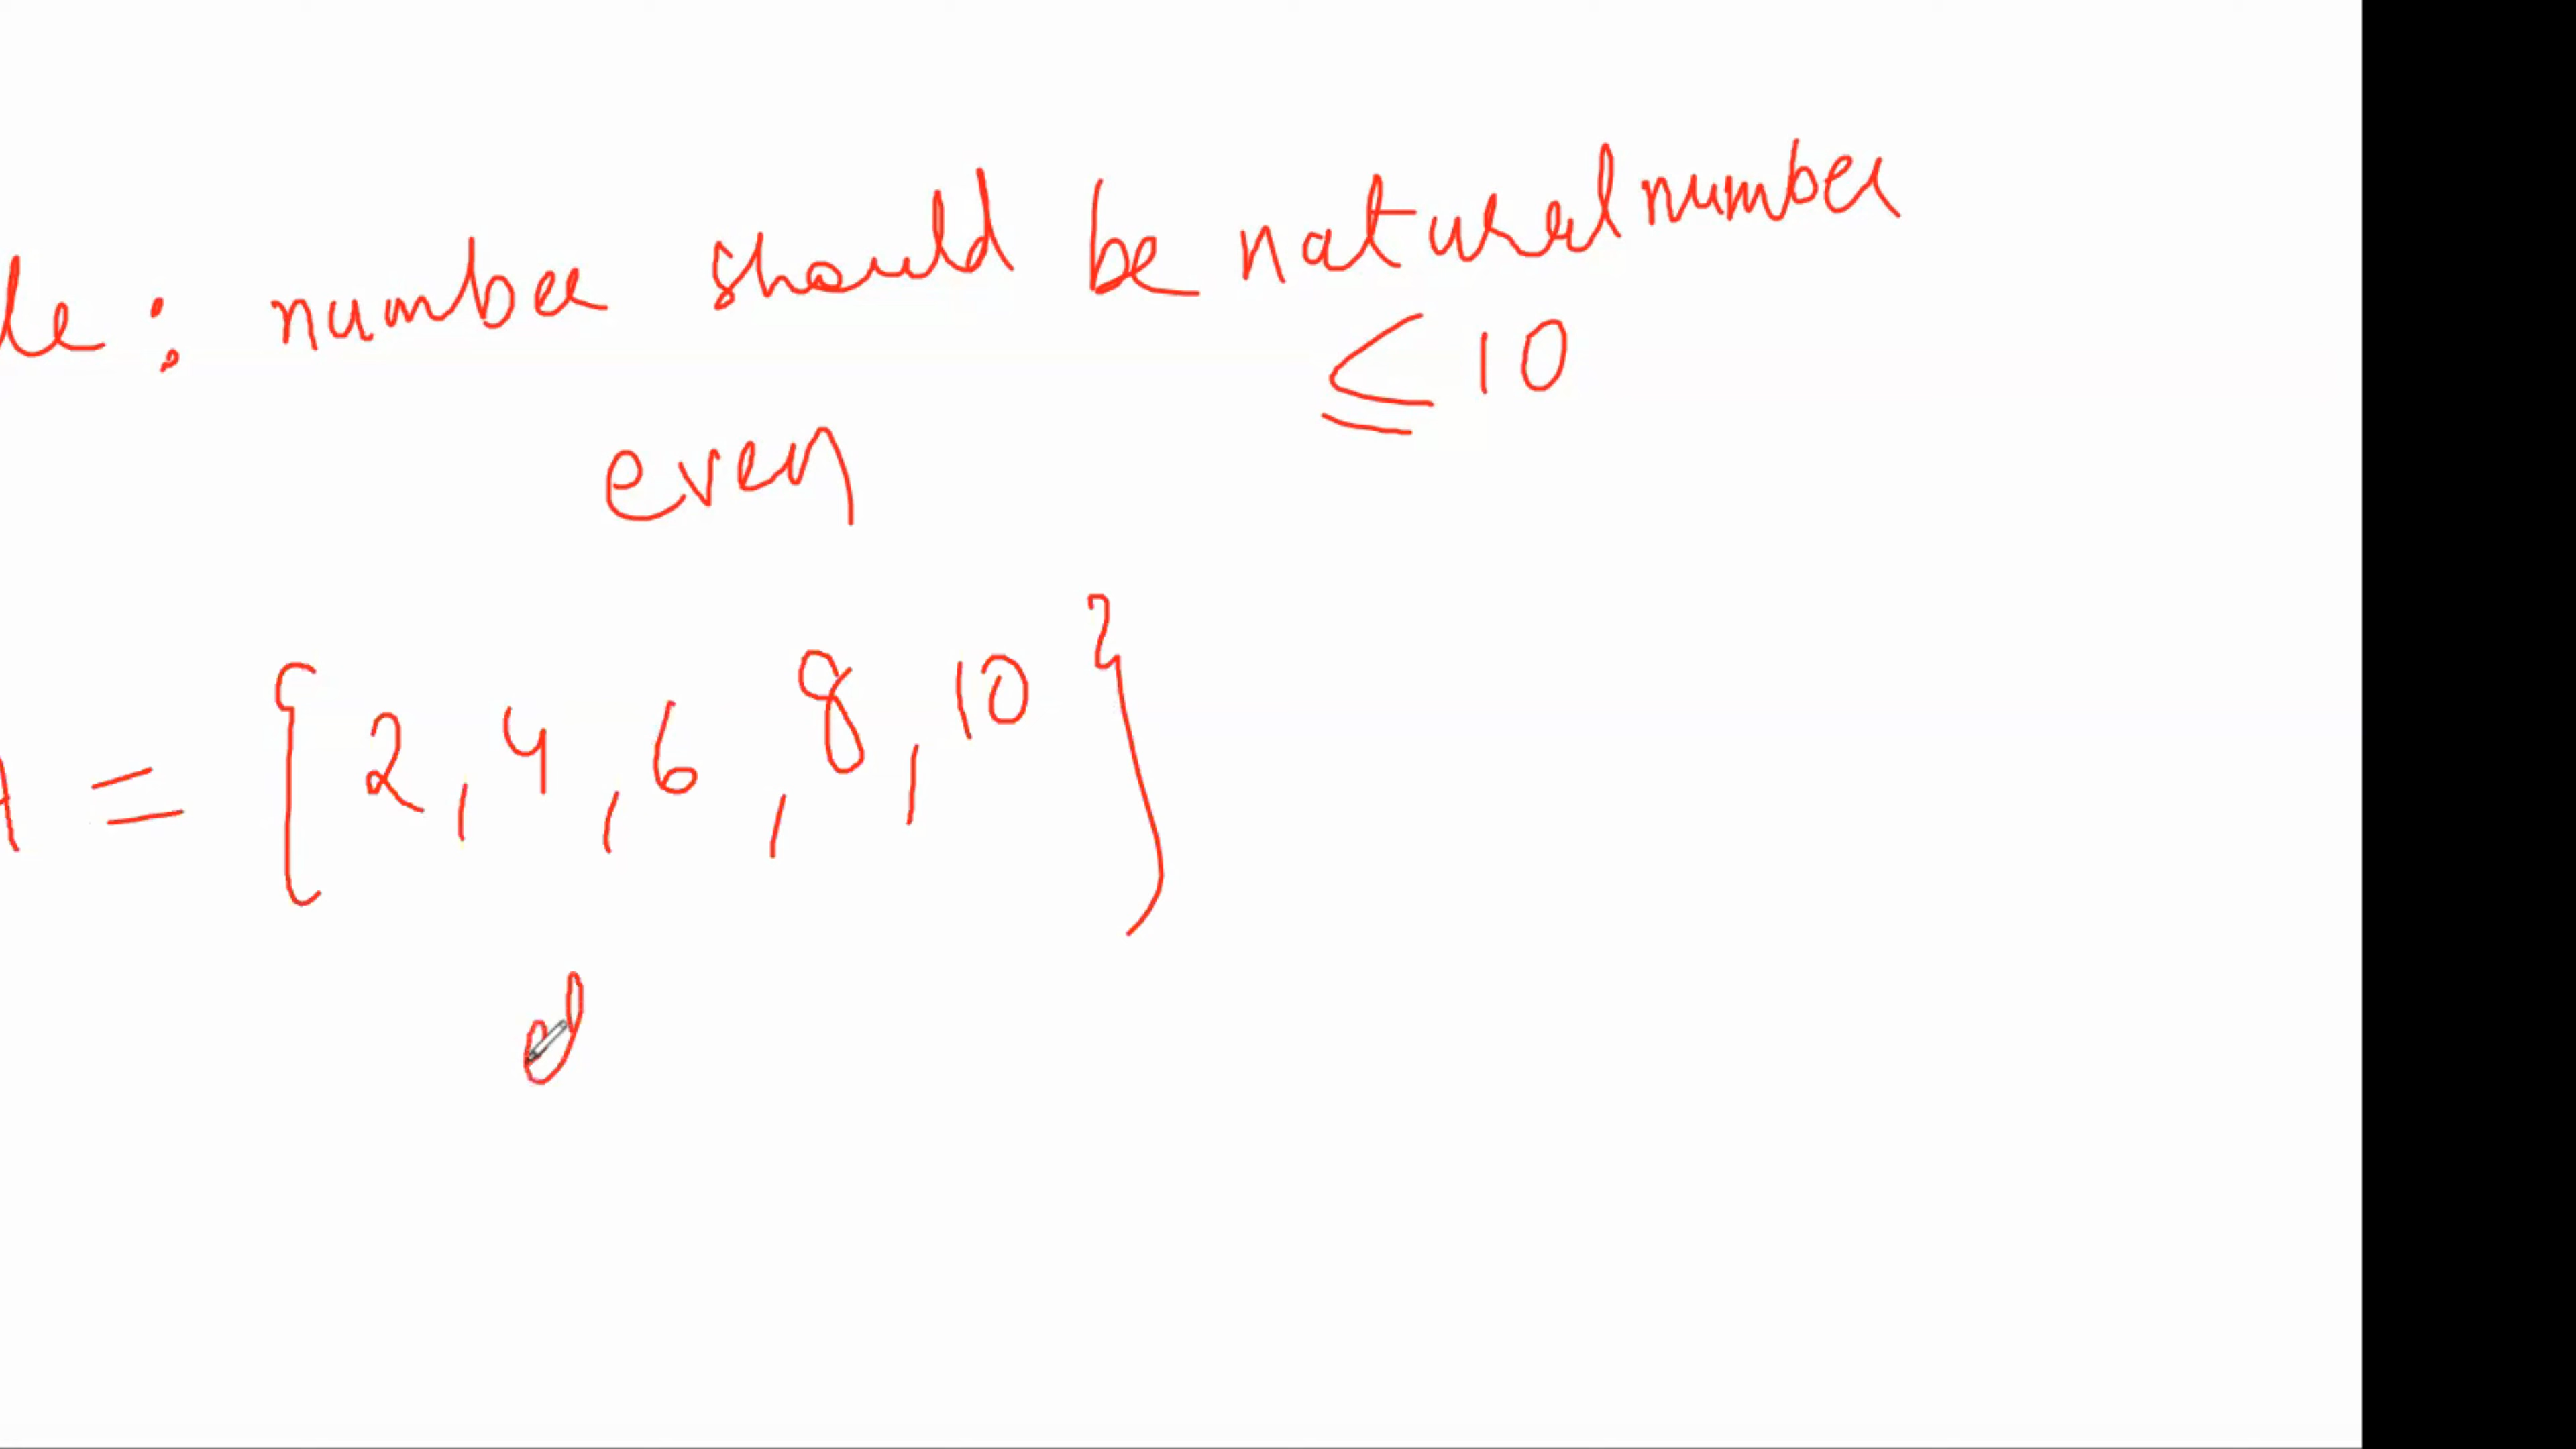 le : number should be natural number
≤ 10
even
A = { 2 , 4 , 6 , 8 , 10 }